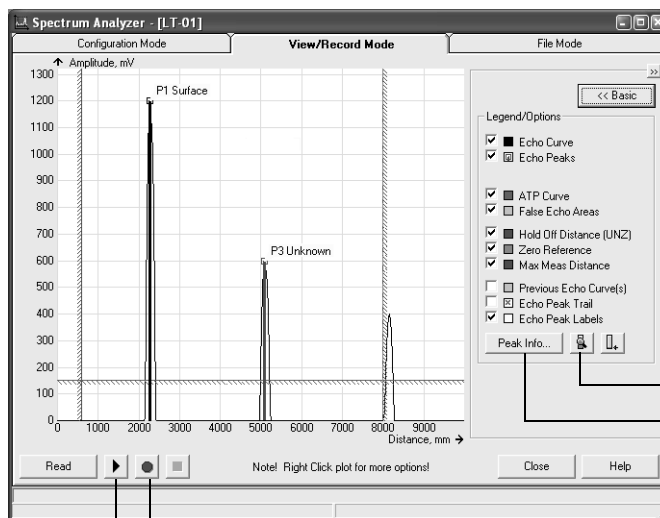 Spectrum Analyzer - [LT-01]
Configuration Mode
View/Record Mode
File Mode
Amplitude, mV
1300
1200
1100
1000
900
800
700
600
500
400
300
200
100
0
P1 Surface
P3 Unknown
0 1000 2000 3000 4000 5000 6000 7000 8000 9000
Distance, mm
>>
<< Basic
Legend/Options
Echo Curve
Echo Peaks
ATP Curve
False Echo Areas
Hold Off Distance (UNZ)
Zero Reference
Max Meas Distance
Previous Echo Curve(s)
Echo Peak Trail
Echo Peak Labels
Peak Info...
Read
Note! Right Click plot for more options!
Close
Help